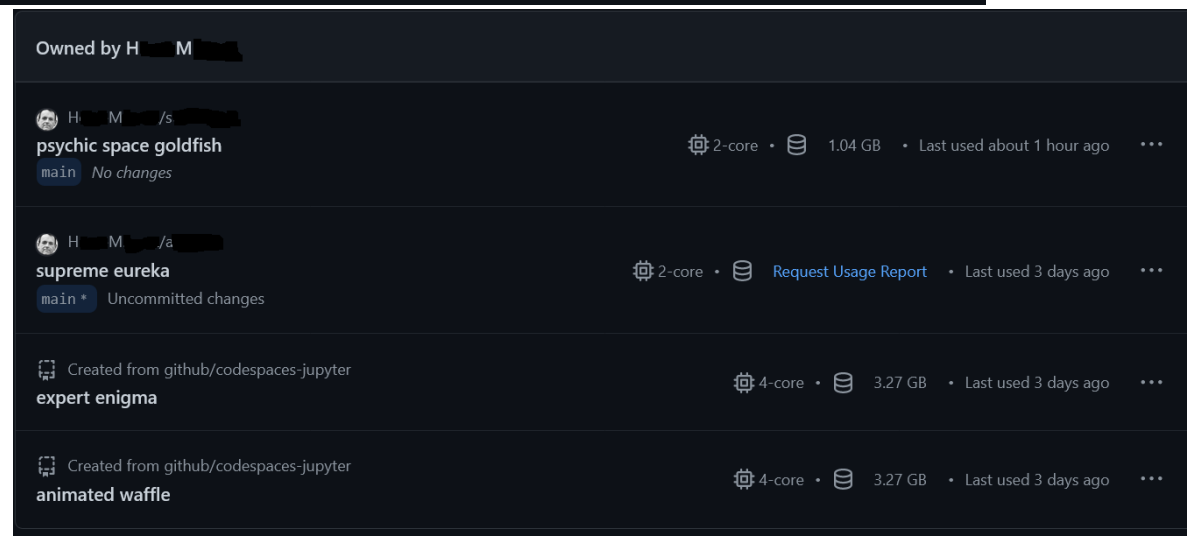 Owned by H M
H M /s
psychic space goldfish
2-core • 1.04 GB • Last used about 1 hour ago ···
main No changes
H M /a
supreme eureka
2-core • Request Usage Report • Last used 3 days ago ···
main* Uncommitted changes
Created from github/codespaces-jupyter
expert enigma
4-core • 3.27 GB • Last used 3 days ago ···
Created from github/codespaces-jupyter
animated waffle
4-core • 3.27 GB • Last used 3 days ago ···